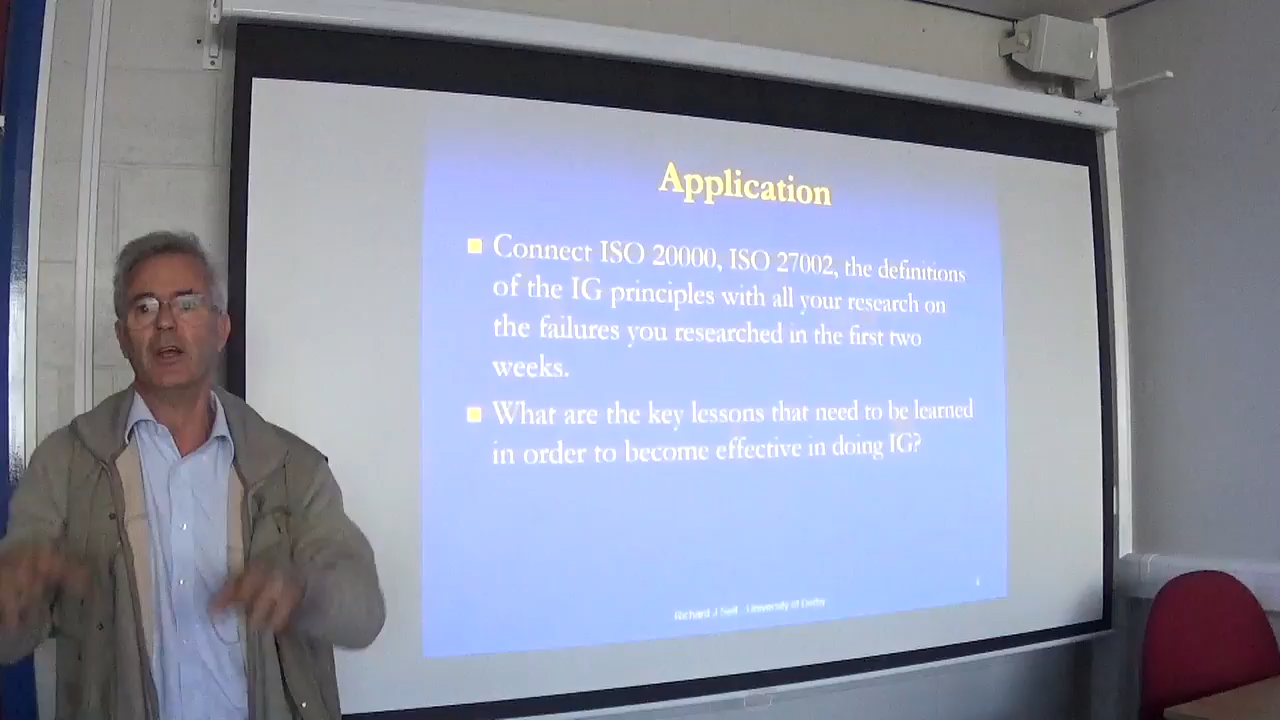 Application
Connect ISO 20000, ISO 27002, the definitions
of the IG principles with all your research on
the failures you researched in the first two
weeks.
What are the key lessons that need to be learned
in order to become effective in doing IG?
Richard J Self - University of Derby